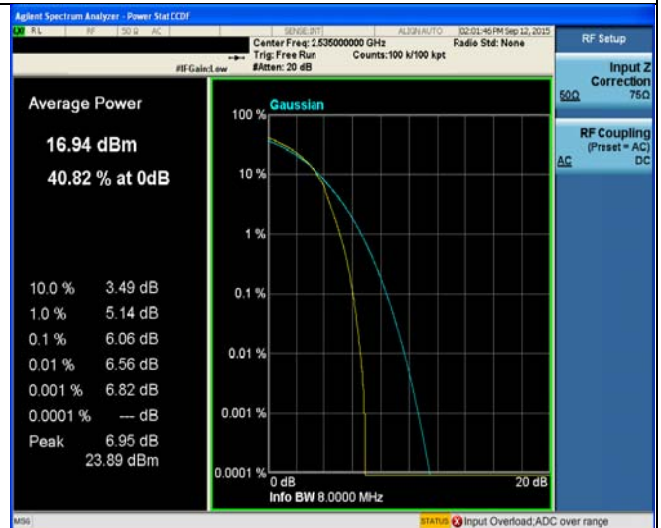 Agilent Spectrum Analyzer - Power Stat CCDF
RL RF 50 Ω AC SENSE:INT ALIGN AUTO 02:01:46 PM Sep 12, 2015
Center Freq: 2.535000000 GHz Radio Std: None
Trig: Free Run Counts:100 k/100 kpt
#IFGain:Low #Atten: 20 dB
RF Setup
Input Z
Correction
50Ω 75Ω
RF Coupling
(Preset = AC)
AC DC
Average Power
16.94 dBm
40.82 % at 0dB
10.0 % 3.49 dB
1.0 % 5.14 dB
0.1 % 6.06 dB
0.01 % 6.56 dB
0.001 % 6.82 dB
0.0001 % --- dB
Peak 6.95 dB
23.89 dBm
Gaussian
100 %
10 %
1 %
0.1 %
0.01 %
0.001 %
0.0001 %
0 dB 20 dB
Info BW 8.0000 MHz
MSG STATUS Input Overload;ADC over range